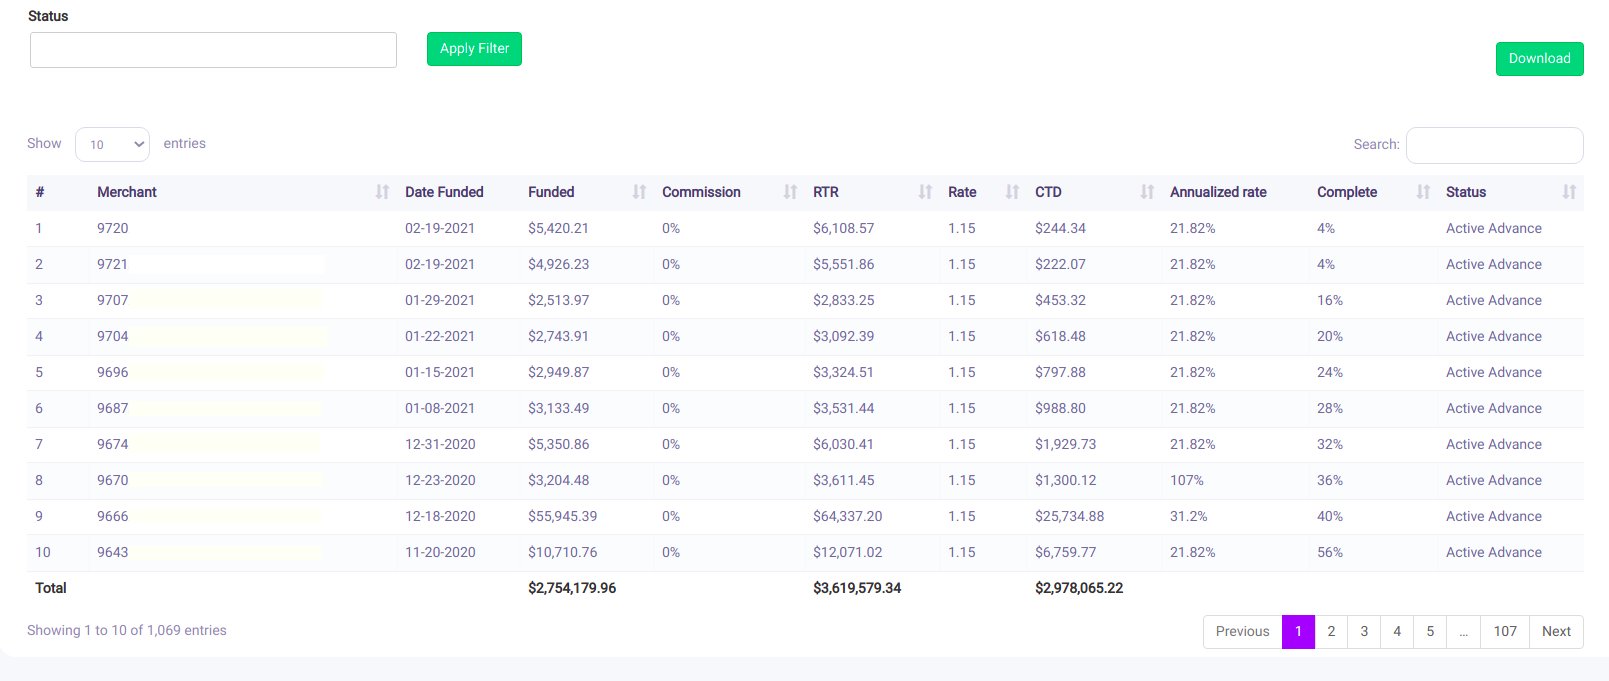 Status
Apply Filter
Download
Show 10 entries
Search:
# Merchant Date Funded Funded Commission RTR Rate CTD Annualized rate Complete Status
1 9720 02-19-2021 $5,420.21 0% $6,108.57 1.15 $244.34 21.82% 4% Active Advance
2 9721 02-19-2021 $4,926.23 0% $5,551.86 1.15 $222.07 21.82% 4% Active Advance
3 9707 01-29-2021 $2,513.97 0% $2,833.25 1.15 $453.32 21.82% 16% Active Advance
4 9704 01-22-2021 $2,743.91 0% $3,092.39 1.15 $618.48 21.82% 20% Active Advance
5 9696 01-15-2021 $2,949.87 0% $3,324.51 1.15 $797.88 21.82% 24% Active Advance
6 9687 01-08-2021 $3,133.49 0% $3,531.44 1.15 $988.80 21.82% 28% Active Advance
7 9674 12-31-2020 $5,350.86 0% $6,030.41 1.15 $1,929.73 21.82% 32% Active Advance
8 9670 12-23-2020 $3,204.48 0% $3,611.45 1.15 $1,300.12 107% 36% Active Advance
9 9666 12-18-2020 $55,945.39 0% $64,337.20 1.15 $25,734.88 31.2% 40% Active Advance
10 9643 11-20-2020 $10,710.76 0% $12,071.02 1.15 $6,759.77 21.82% 56% Active Advance
Total $2,754,179.96 $3,619,579.34 $2,978,065.22
Showing 1 to 10 of 1,069 entries
Previous 1 2 3 4 5 ... 107 Next